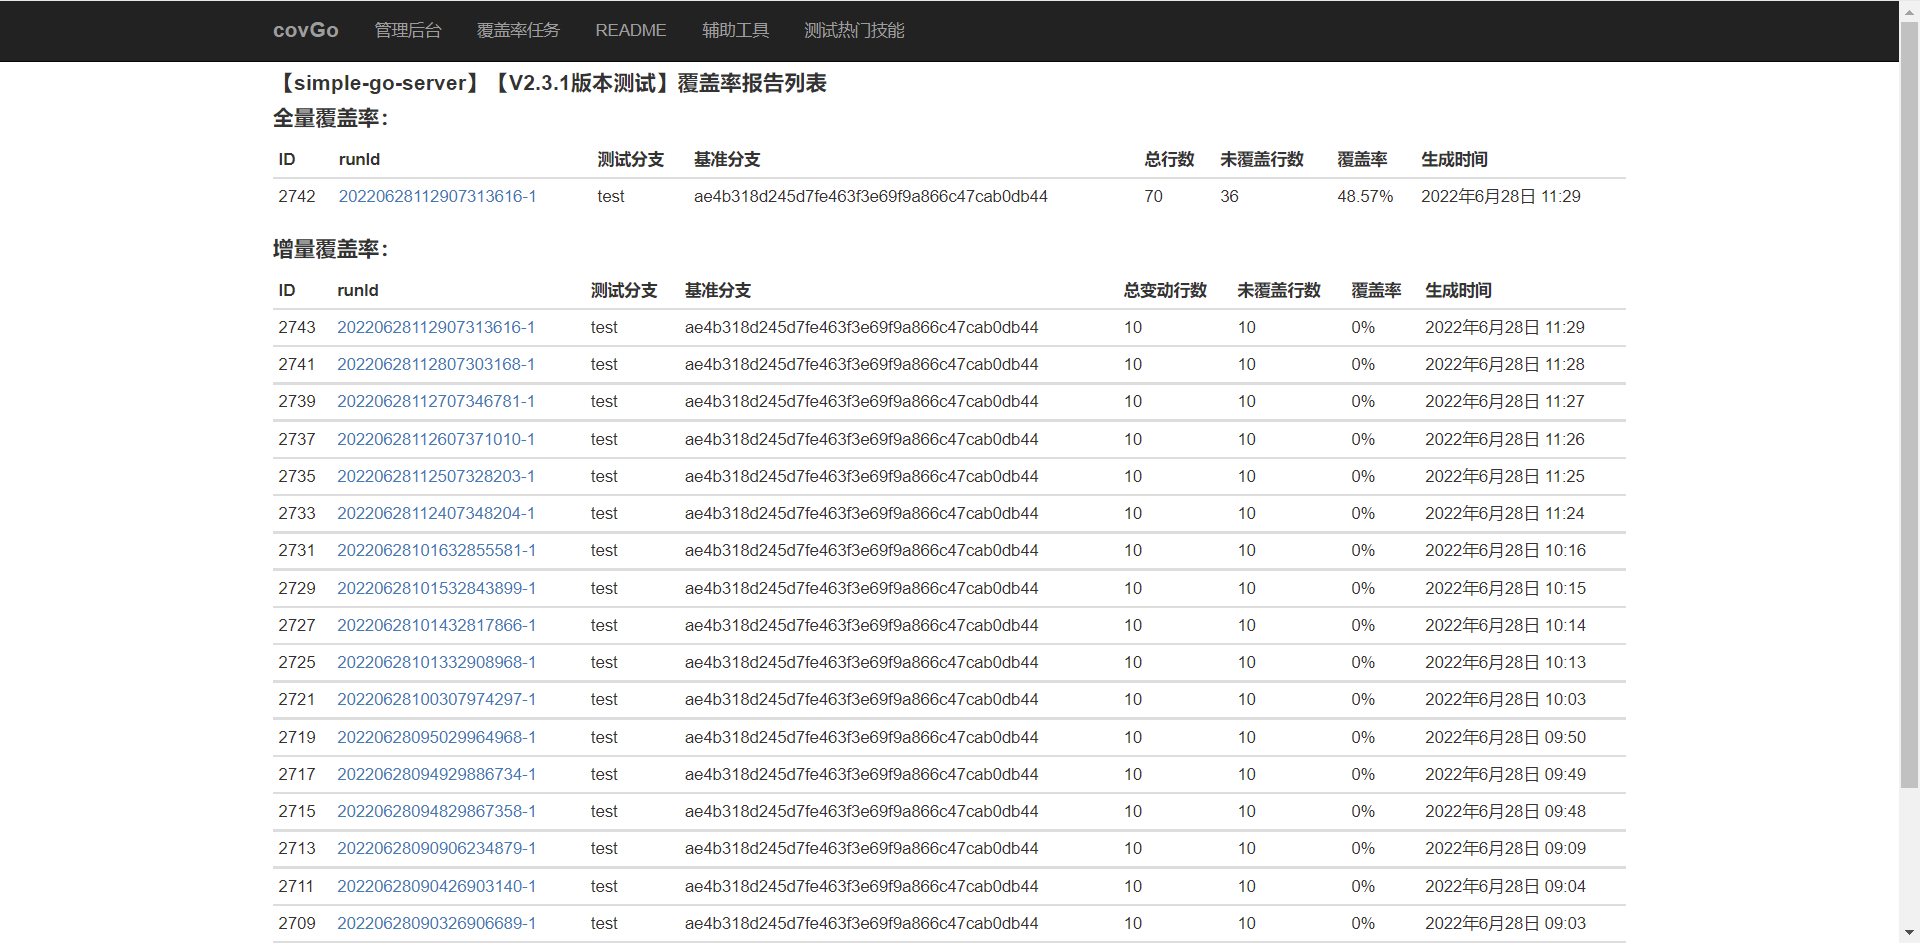 covGo 管理后台 覆盖率任务 README 辅助工具 测试热门技能
【simple-go-server】【V2.3.1版本测试】覆盖率报告列表
全量覆盖率：
ID runId 测试分支 基准分支 总行数 未覆盖行数 覆盖率 生成时间
2742 20220628112907313616-1 test ae4b318d245d7fe463f3e69f9a866c47cab0db44 70 36 48.57% 2022年6月28日 11:29
增量覆盖率：
ID runId 测试分支 基准分支 总变动行数 未覆盖行数 覆盖率 生成时间
2743 20220628112907313616-1 test ae4b318d245d7fe463f3e69f9a866c47cab0db44 10 10 0% 2022年6月28日 11:29
2741 20220628112807303168-1 test ae4b318d245d7fe463f3e69f9a866c47cab0db44 10 10 0% 2022年6月28日 11:28
2739 20220628112707346781-1 test ae4b318d245d7fe463f3e69f9a866c47cab0db44 10 10 0% 2022年6月28日 11:27
2737 20220628112607371010-1 test ae4b318d245d7fe463f3e69f9a866c47cab0db44 10 10 0% 2022年6月28日 11:26
2735 20220628112507328203-1 test ae4b318d245d7fe463f3e69f9a866c47cab0db44 10 10 0% 2022年6月28日 11:25
2733 20220628112407348204-1 test ae4b318d245d7fe463f3e69f9a866c47cab0db44 10 10 0% 2022年6月28日 11:24
2731 20220628101632855581-1 test ae4b318d245d7fe463f3e69f9a866c47cab0db44 10 10 0% 2022年6月28日 10:16
2729 20220628101532843899-1 test ae4b318d245d7fe463f3e69f9a866c47cab0db44 10 10 0% 2022年6月28日 10:15
2727 20220628101432817866-1 test ae4b318d245d7fe463f3e69f9a866c47cab0db44 10 10 0% 2022年6月28日 10:14
2725 20220628101332908968-1 test ae4b318d245d7fe463f3e69f9a866c47cab0db44 10 10 0% 2022年6月28日 10:13
2721 20220628100307974297-1 test ae4b318d245d7fe463f3e69f9a866c47cab0db44 10 10 0% 2022年6月28日 10:03
2719 20220628095029964968-1 test ae4b318d245d7fe463f3e69f9a866c47cab0db44 10 10 0% 2022年6月28日 09:50
2717 20220628094929886734-1 test ae4b318d245d7fe463f3e69f9a866c47cab0db44 10 10 0% 2022年6月28日 09:49
2715 20220628094829867358-1 test ae4b318d245d7fe463f3e69f9a866c47cab0db44 10 10 0% 2022年6月28日 09:48
2713 20220628090906234879-1 test ae4b318d245d7fe463f3e69f9a866c47cab0db44 10 10 0% 2022年6月28日 09:09
2711 20220628090426903140-1 test ae4b318d245d7fe463f3e69f9a866c47cab0db44 10 10 0% 2022年6月28日 09:04
2709 20220628090326906689-1 test ae4b318d245d7fe463f3e69f9a866c47cab0db44 10 10 0% 2022年6月28日 09:03